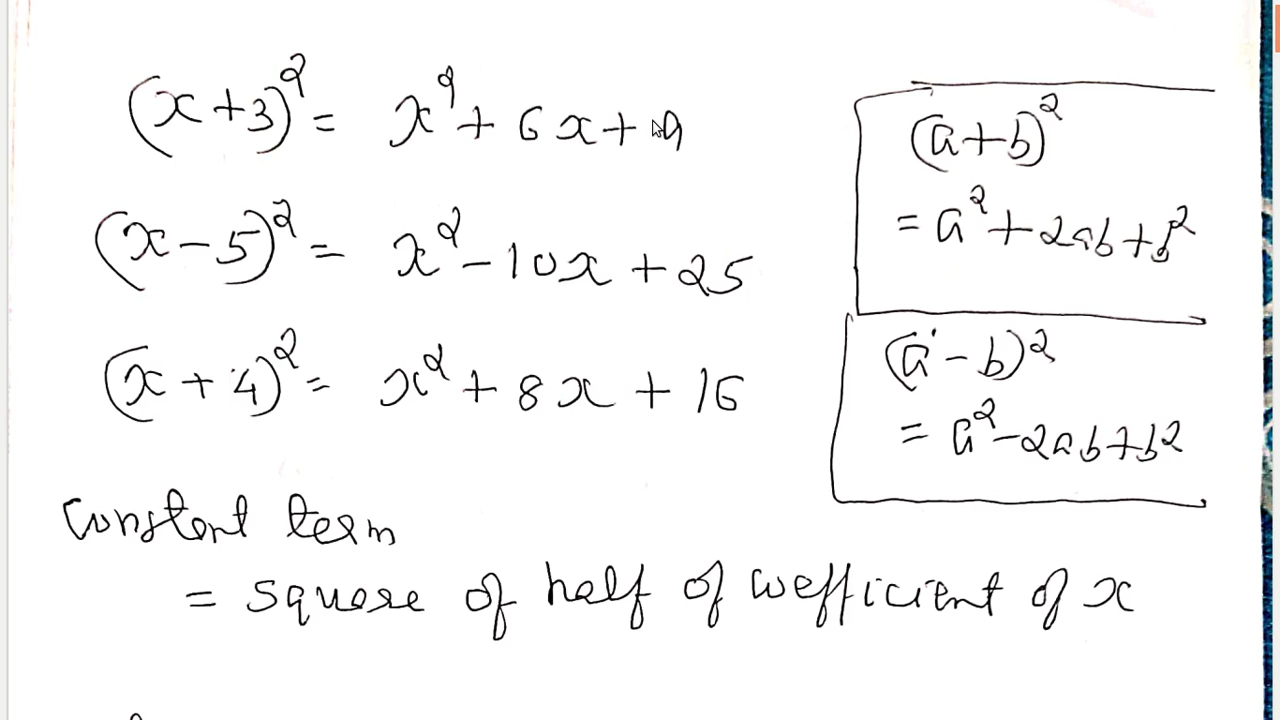 (x+3)² = x² + 6x + 9
(x-5)² = x² - 10x + 25
(x+4)² = x² + 8x + 16
constant term
= square of half of coefficient of x
(a+b)²
= a² + 2ab + b²
(a-b)²
= a² - 2ab + b²